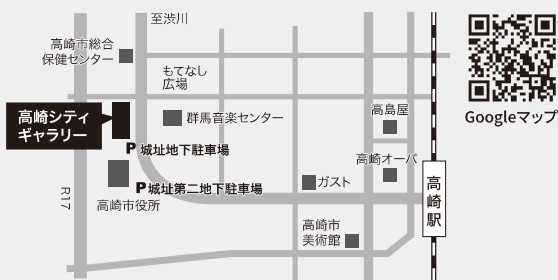 至渋川
高崎市総合
保健センター
もてなし
広場
高崎シティ
ギャラリー
群馬音楽センター
高島屋
Googleマップ
P 城址地下駐車場
高崎オーパ
R17
P城址第二地下駐車場
ガスト
高崎駅
高崎市役所
高崎市
美術館